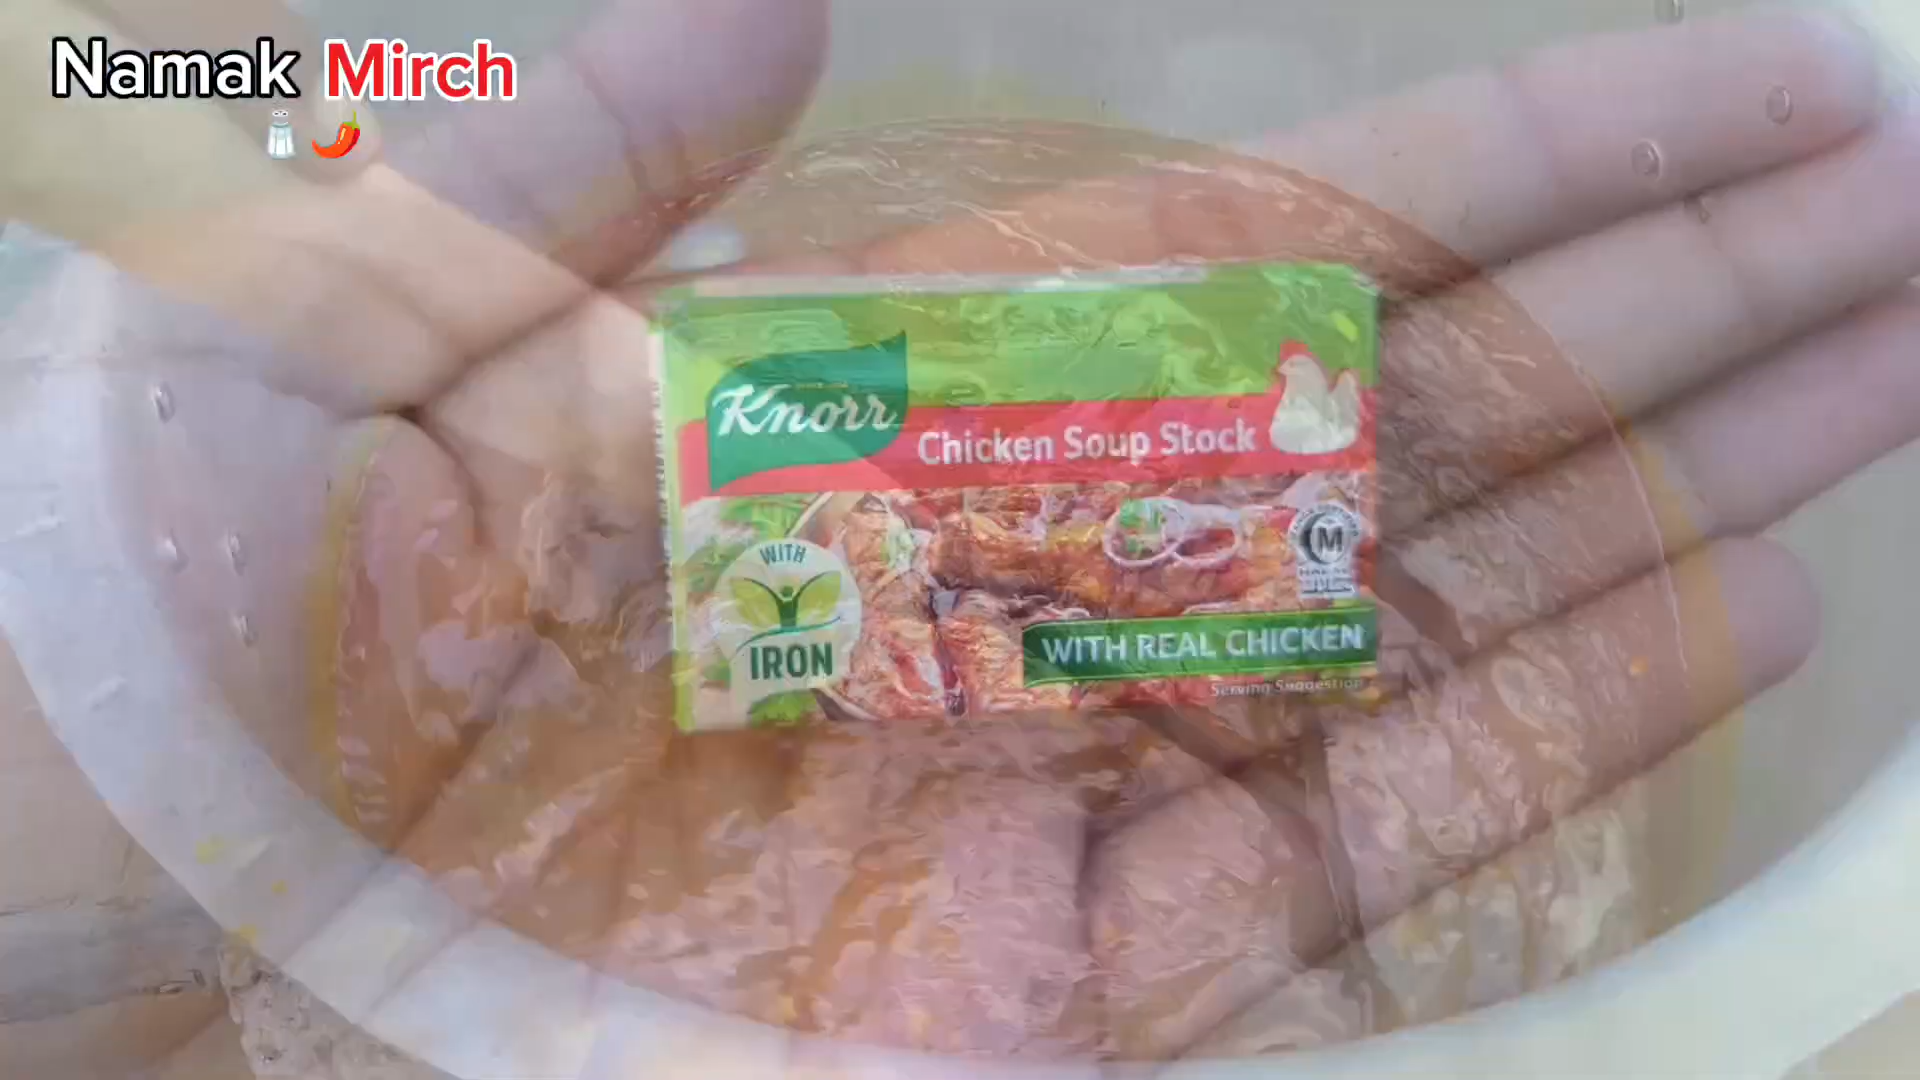 Namak Mirch
Knorr
Chicken Soup Stock
WITH
IRON
M
WITH REAL CHICKEN
Serving Suggestion